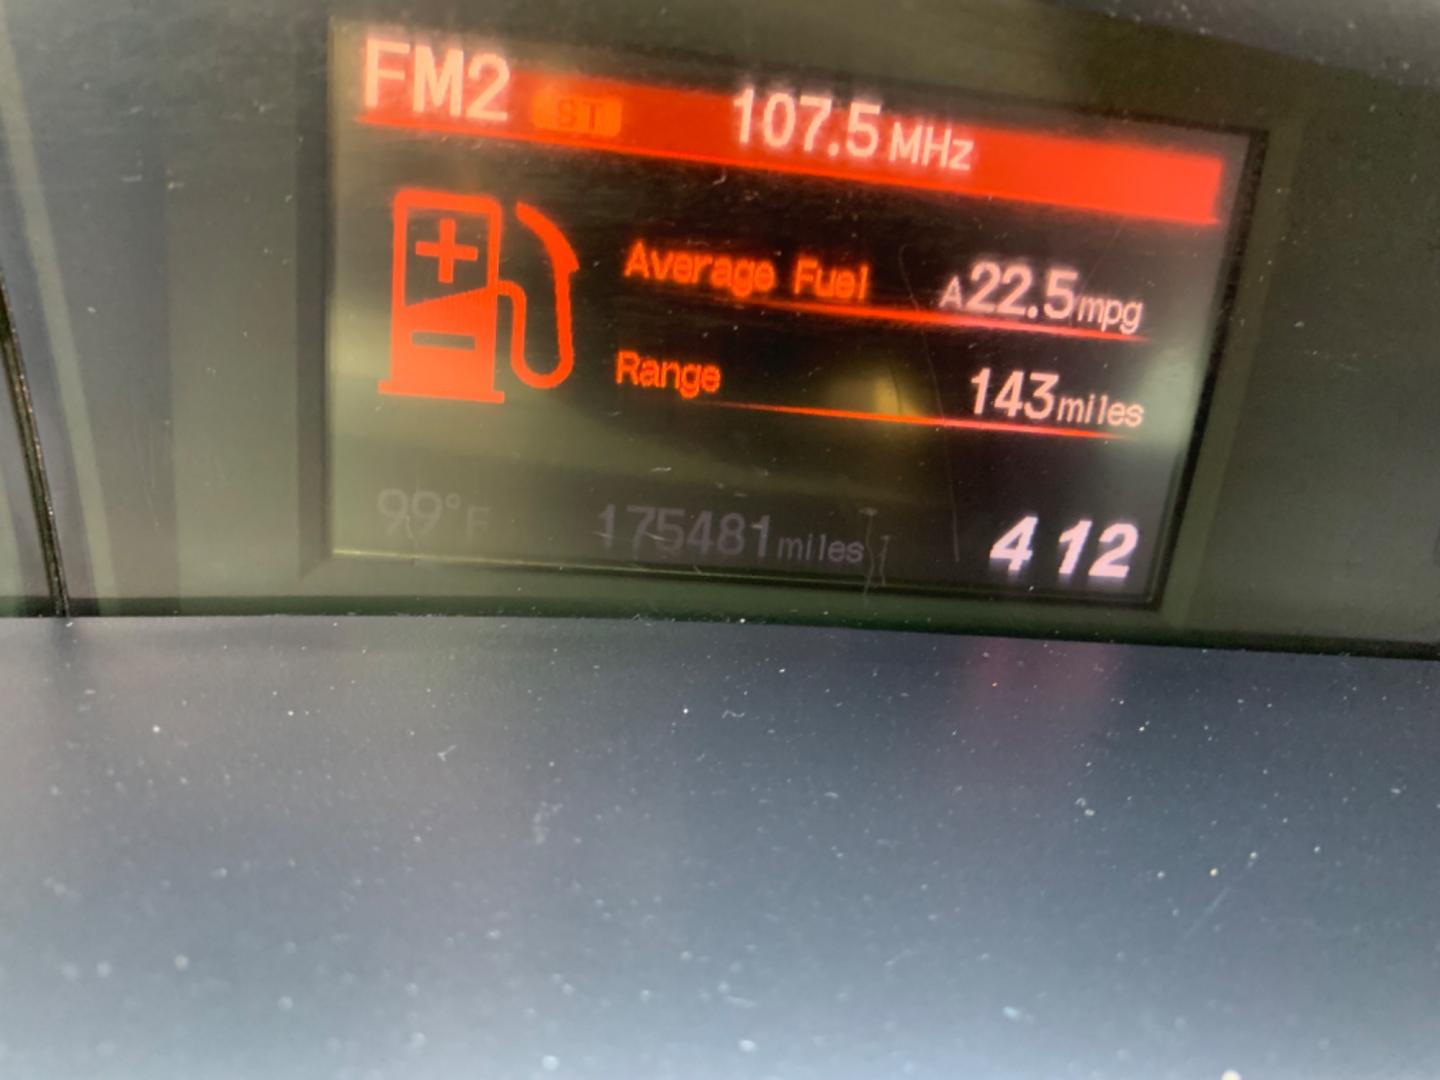 FM2 ST 107.5 MHz
Average Fuel A22.5mpg
Range 143miles
99°F 175481miles 4 12